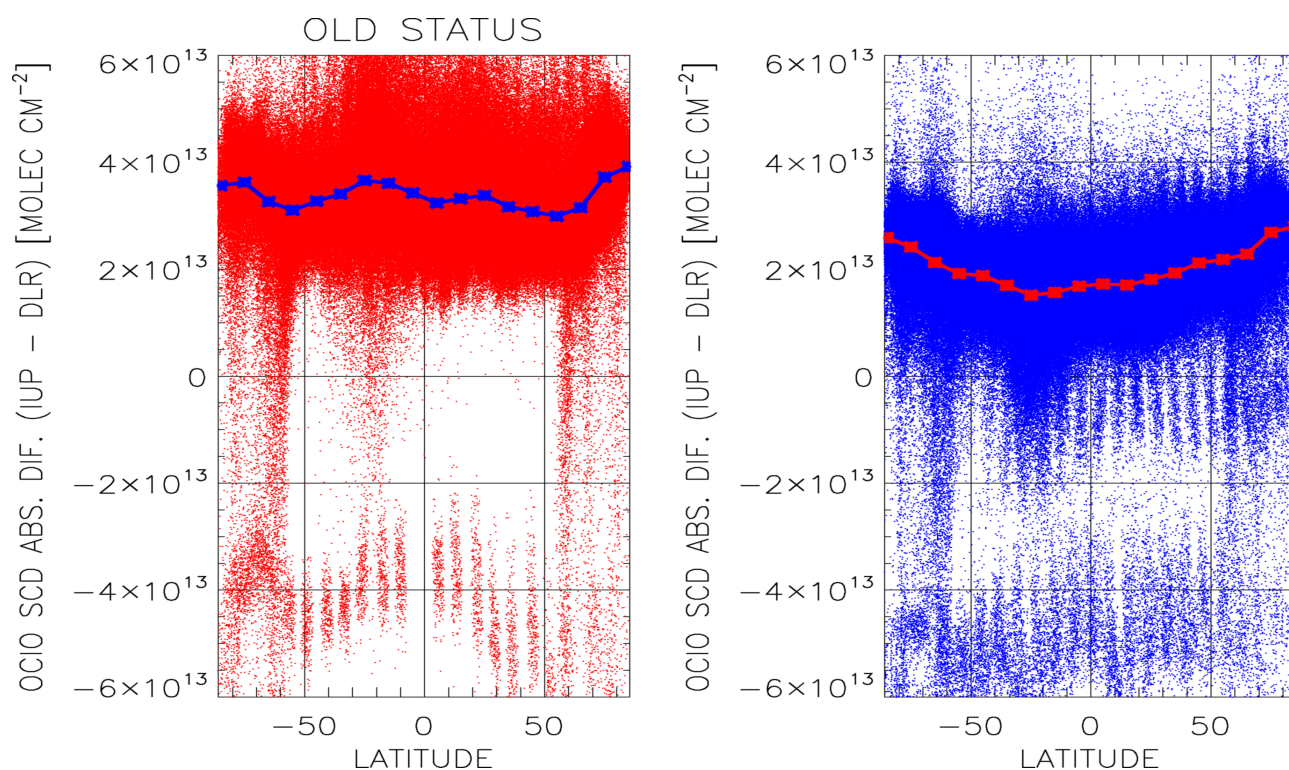 OLD STATUS
OCIO SCD ABS. DIF. (IUP – DLR) [MOLEC CM⁻²]
6×10¹³
4×10¹³
2×10¹³
0
−2×10¹³
−4×10¹³
−6×10¹³
−50 0 50
LATITUDE
OCIO SCD ABS. DIF. (IUP – DLR) [MOLEC CM⁻²]
6×10¹³
4×10¹³
2×10¹³
0
−2×10¹³
−4×10¹³
−6×10¹³
−50 0 50
LATITUDE